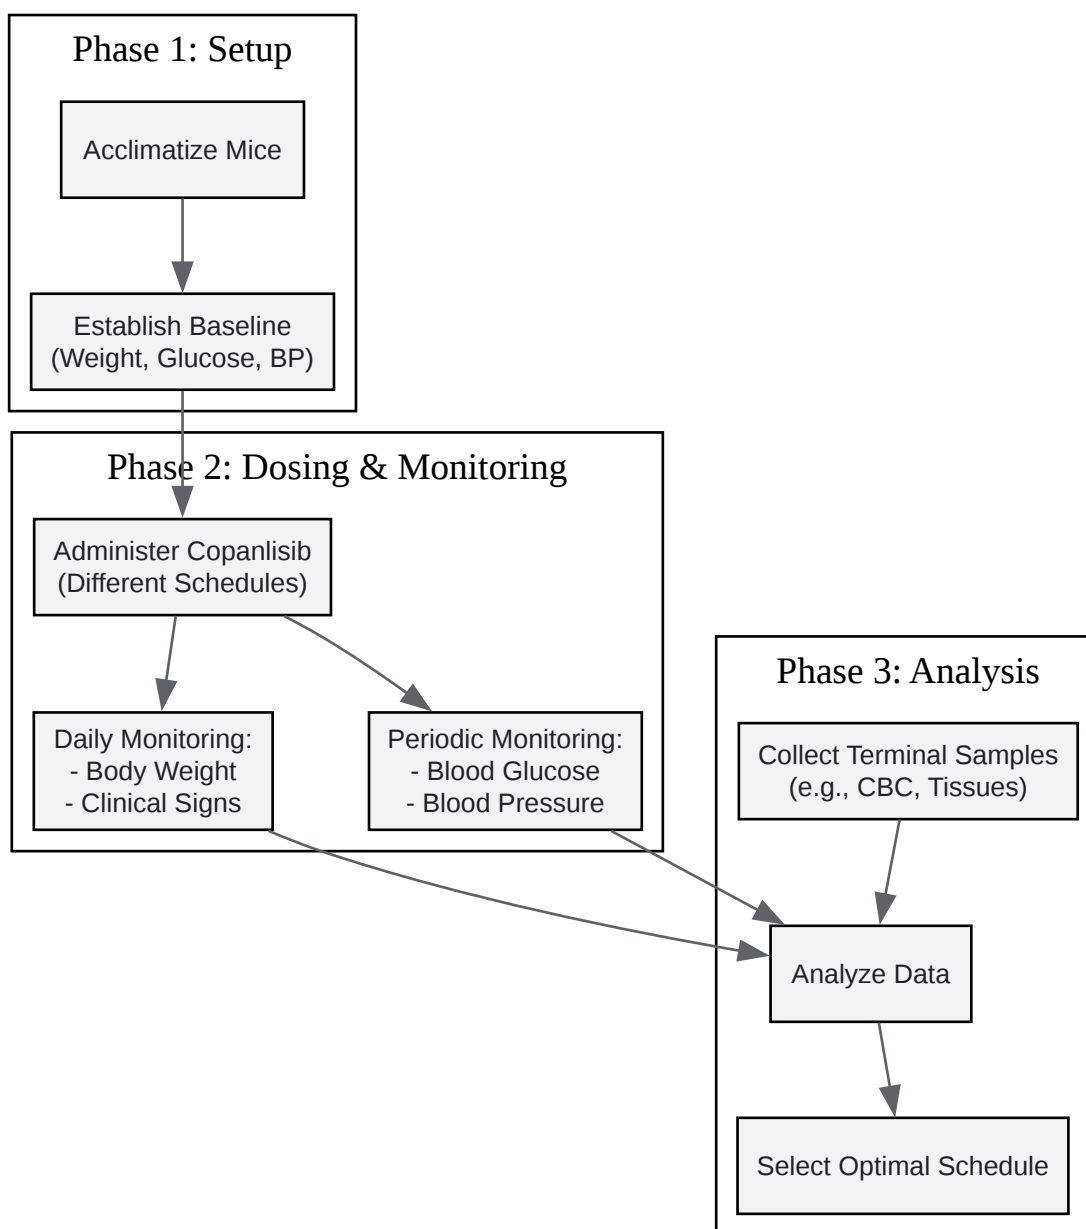 Phase 1: Setup
Acclimatize Mice
Establish Baseline
(Weight, Glucose, BP)
Phase 2: Dosing & Monitoring
Administer Copanlisib
(Different Schedules)
Daily Monitoring:
- Body Weight
- Clinical Signs
Periodic Monitoring:
- Blood Glucose
- Blood Pressure
Phase 3: Analysis
Collect Terminal Samples
(e.g., CBC, Tissues)
Analyze Data
Select Optimal Schedule